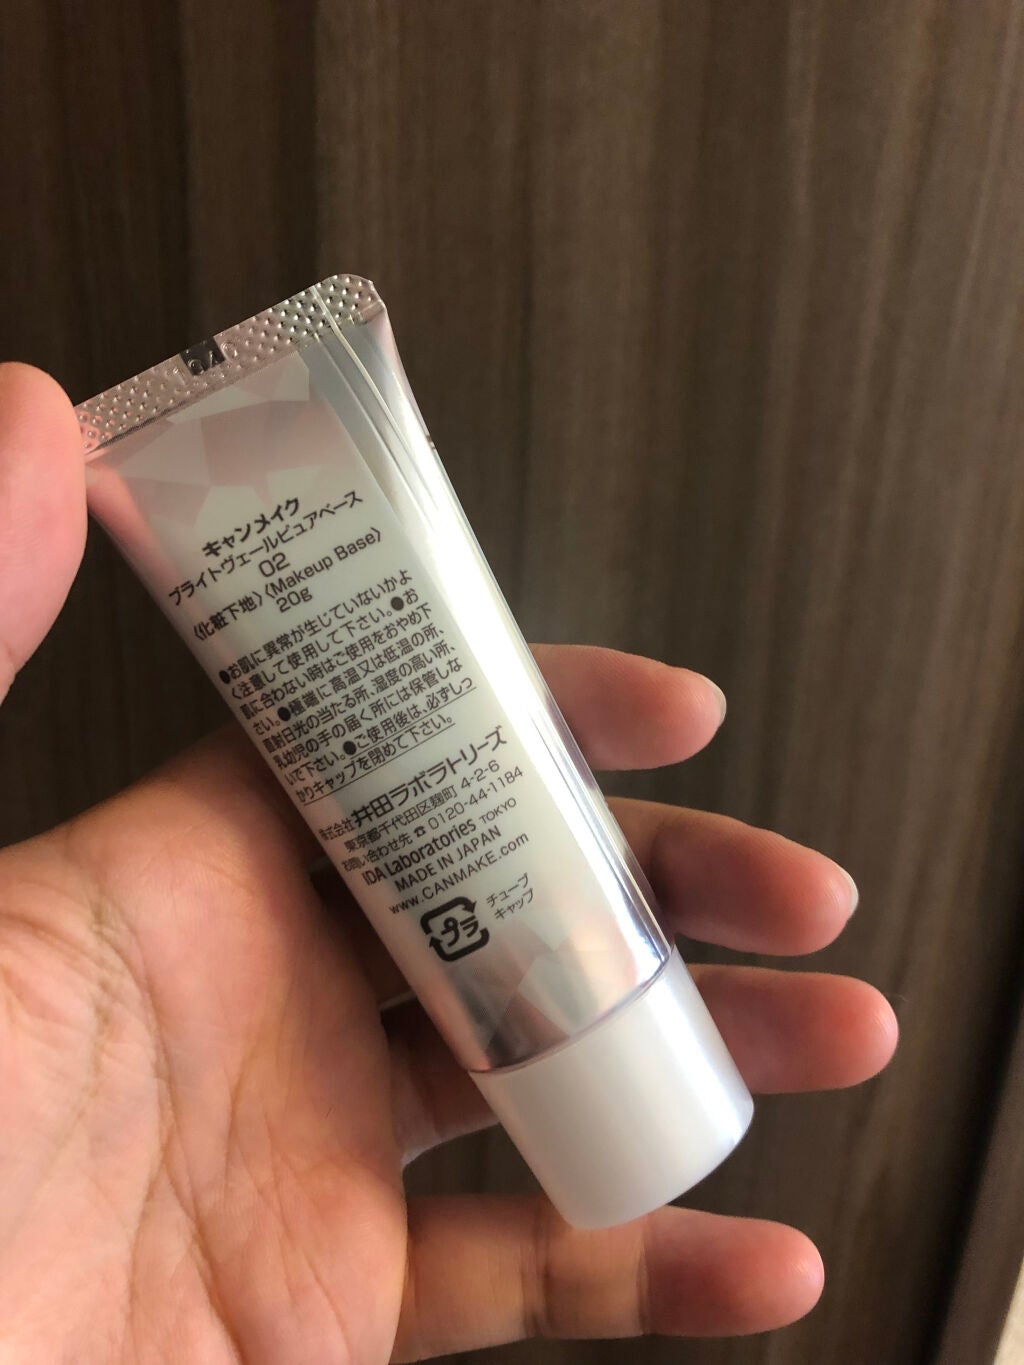 キャンメイク
ブライトヴェールピュアベース
02
〈化粧下地〉〈Makeup Base〉
20g
●お肌に異常が生じていないかよ
く注意して使用して下さい。●お
肌に合わない時はご使用をおやめ下
さい。●極端に高温又は低温の所、
直射日光の当たる所、湿度の高い所、
乳幼児の手の届く所には保管しな
いで下さい。●ご使用後は、必ずしっ
かりキャップを閉めて下さい。
株式会社 井田ラボラトリーズ
東京都千代田区麹町 4-2-6
お問い合わせ先 ☎ 0120-44-1184
IDA Laboratories TOKYO
MADE IN JAPAN
www.CANMAKE.com
プラ
チューブ
キャップ